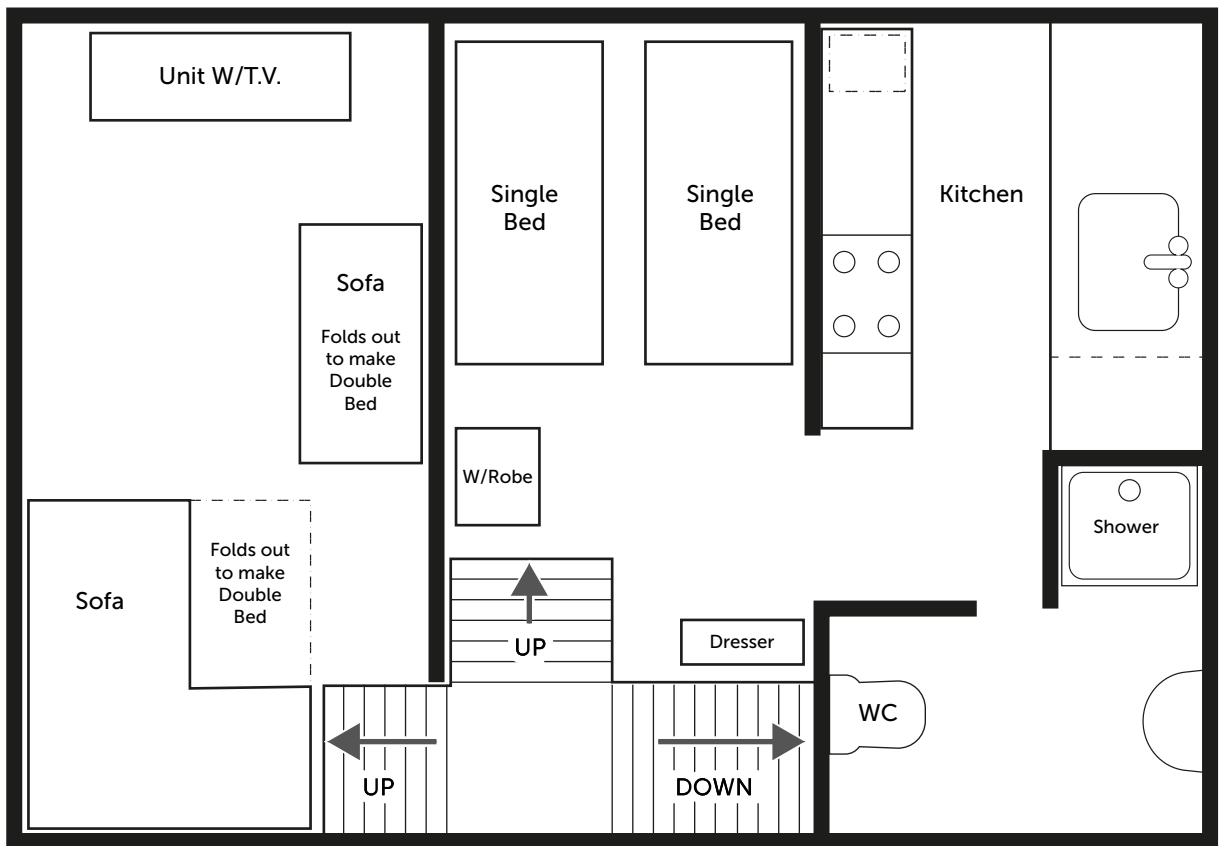 Unit W/T.V.
Single
Bed
Single
Bed
Kitchen
Sofa
Folds out
to make
Double
Bed
W/Robe
Shower
Sofa
Folds out
to make
Double
Bed
UP
Dresser
WC
UP
DOWN